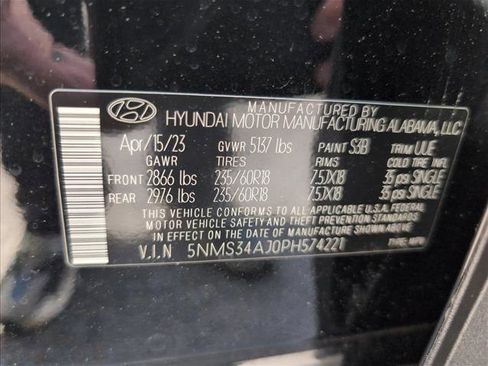 MANUFACTURED BY
HYUNDAI MOTOR MANUFACTURING ALABAMA, LLC
Apr/15/23 GVWR 5137 lbs PAINT S3B TRIM UUE
GAWR TIRES RIMS COLD TIRE INFL
FRONT 2866 lbs 235/60R18 7.5JX18 35 psi SINGLE
REAR 2976 lbs 235/60R18 7.5JX18 35 psi SINGLE
THIS VEHICLE CONFORMS TO ALL APPLICABLE U.S.A. FEDERAL
MOTOR VEHICLE SAFETY AND THEFT PREVENTION STANDARDS
IN EFFECT ON THE DATE OF MANUFACTURE SHOWN ABOVE
V.I.N 5NMS34AJ0PH574221 TYPE: MPV